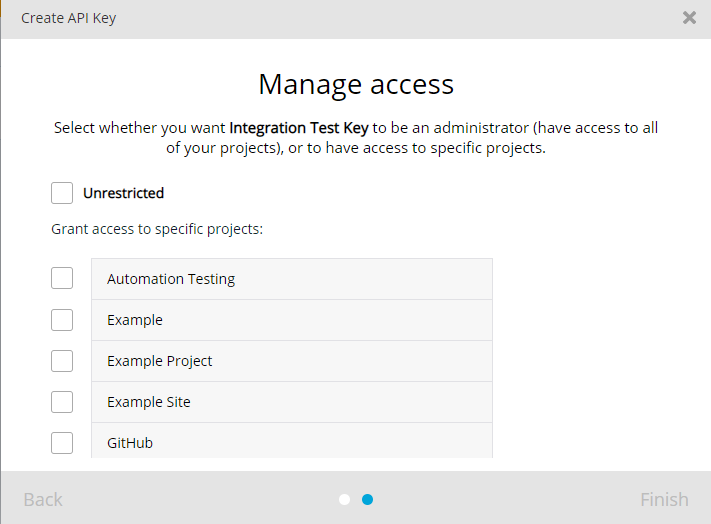 Create API Key
Manage access
Select whether you want Integration Test Key to be an administrator (have access to all
of your projects), or to have access to specific projects.
Unrestricted
Grant access to specific projects:
Automation Testing
Example
Example Project
Example Site
GitHub
Back
Finish